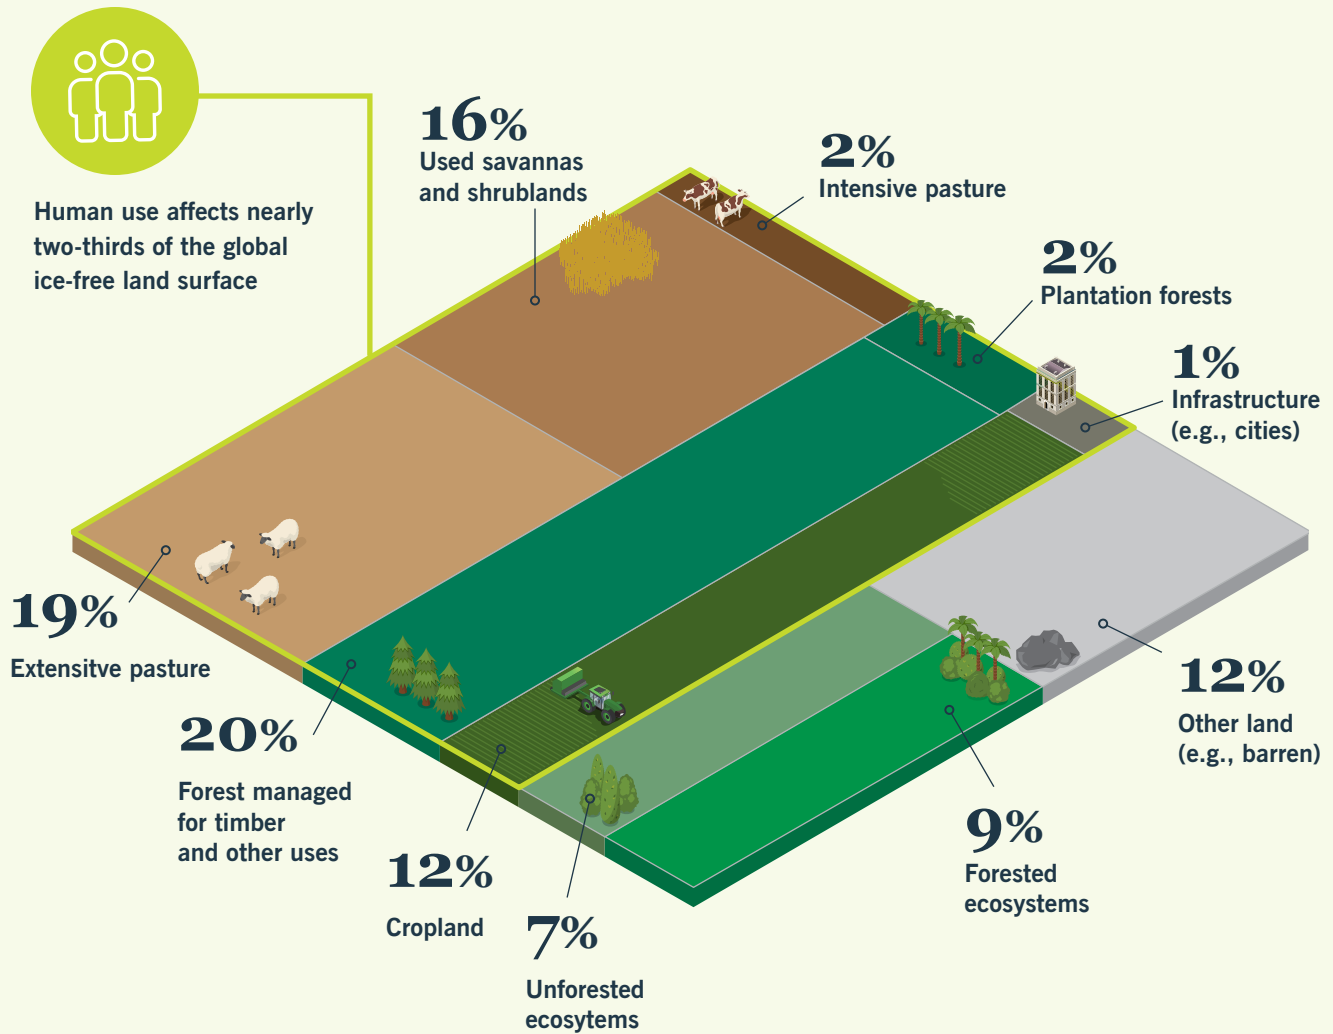 Human use affects nearly
two-thirds of the global
ice-free land surface
16%
Used savannas
and shrublands
2%
Intensive pasture
2%
Plantation forests
1%
Infrastructure
(e.g., cities)
19%
Extensitve pasture
20%
Forest managed
for timber
and other uses
12%
Cropland
7%
Unforested
ecosytems
9%
Forested
ecosystems
12%
Other land
(e.g., barren)